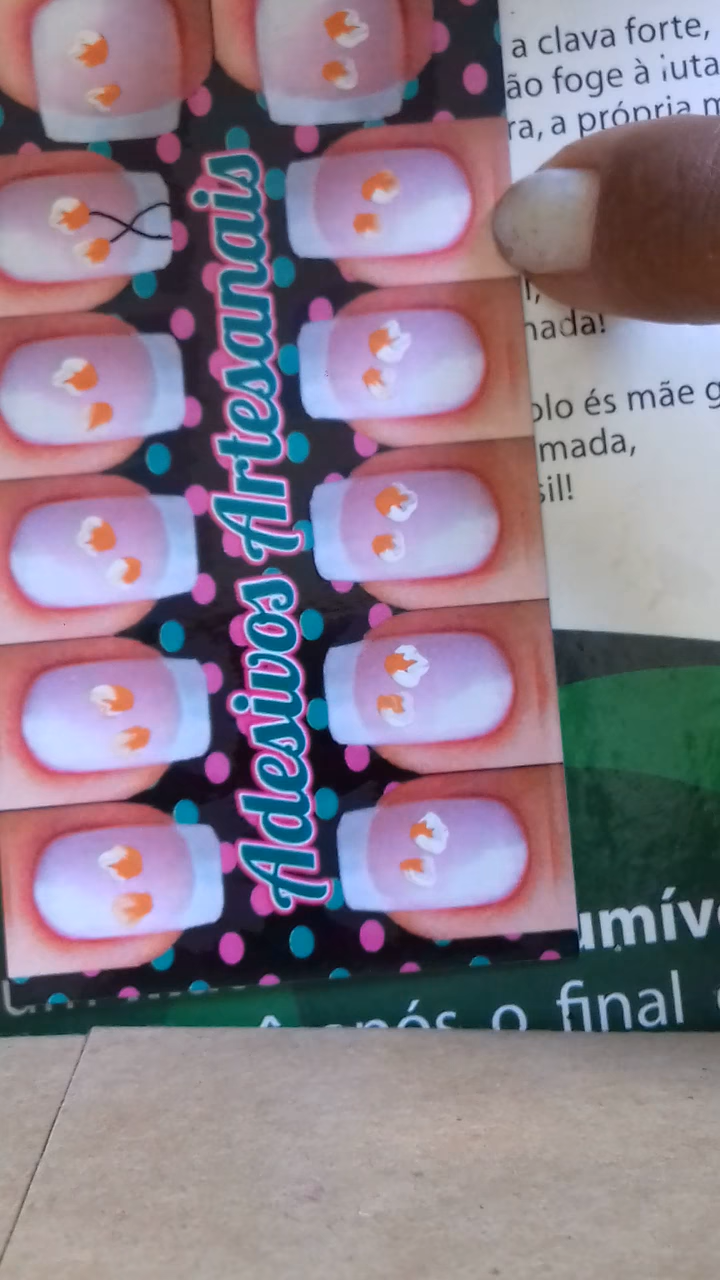 a clava forte,
ão foge à luta
ra, a própria m
nada!
olo és mãe g
mada,
sil!
Adesivos Artesanais
umív
após o final